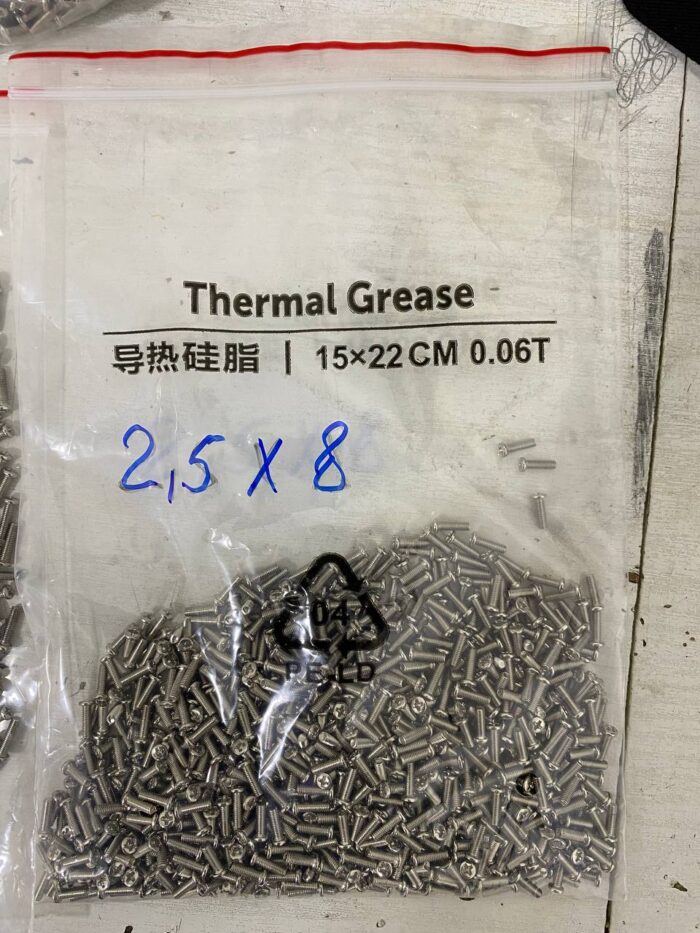 Thermal Grease
导热硅脂 | 15×22CM 0.06T
2,5 X 8
04
PE-LD